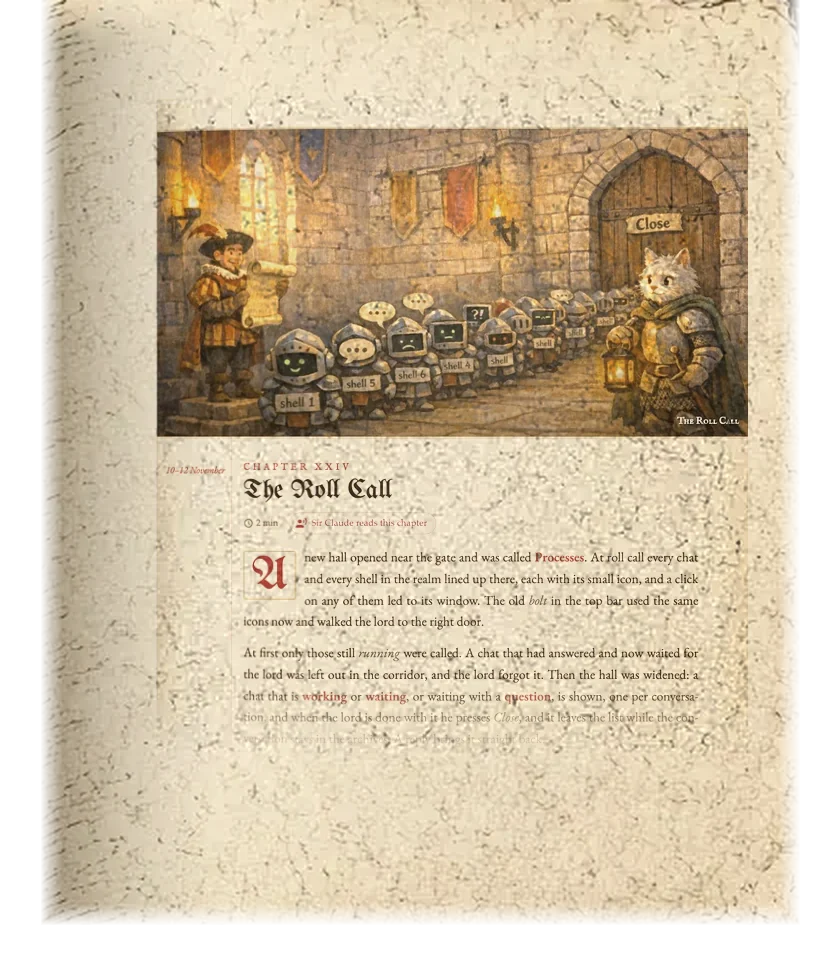 Close
...
...
...
?!
shell 1
shell 5
shell 6
shell 4
shell
shell
shell
THE ROLL CALL
10–12 November
CHAPTER XXIV
The Roll Call
2 min
Sir Claude reads this chapter
A new hall opened near the gate and was called Processes. At roll call every chat
and every shell in the realm lined up there, each with its small icon, and a click
on any of them led to its window. The old bolt in the top bar used the same
icons now and walked the lord to the right door.
At first only those still running were called. A chat that had answered and now waited for
the lord was left out in the corridor, and the lord forgot it. Then the hall was widened: a
chat that is working or waiting, or waiting with a question, is shown, one per conversa-
tion, and when the lord is done with it he presses Close, and it leaves the list while the con-